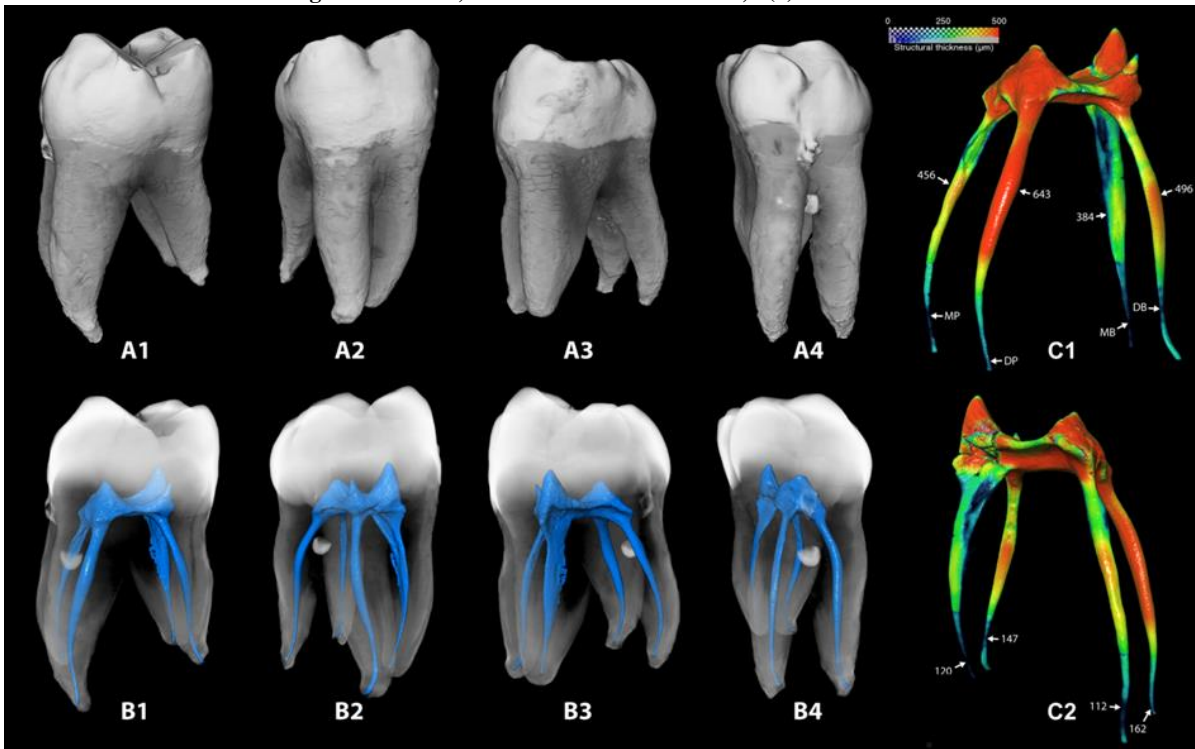 0 250 500
Structural thickness (µm)
456
643
384
496
MP
DP
MB
DB
A1 A2 A3 A4 C1
147
120
112
162
B1 B2 B3 B4 C2